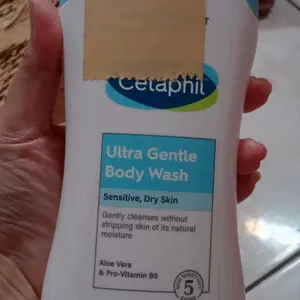 Cetaphil
Ultra Gentle
Body Wash
Sensitive, Dry Skin
Gently cleanses without
stripping skin of its natural
moisture
Aloe Vera
& Pro-Vitamin B5
5